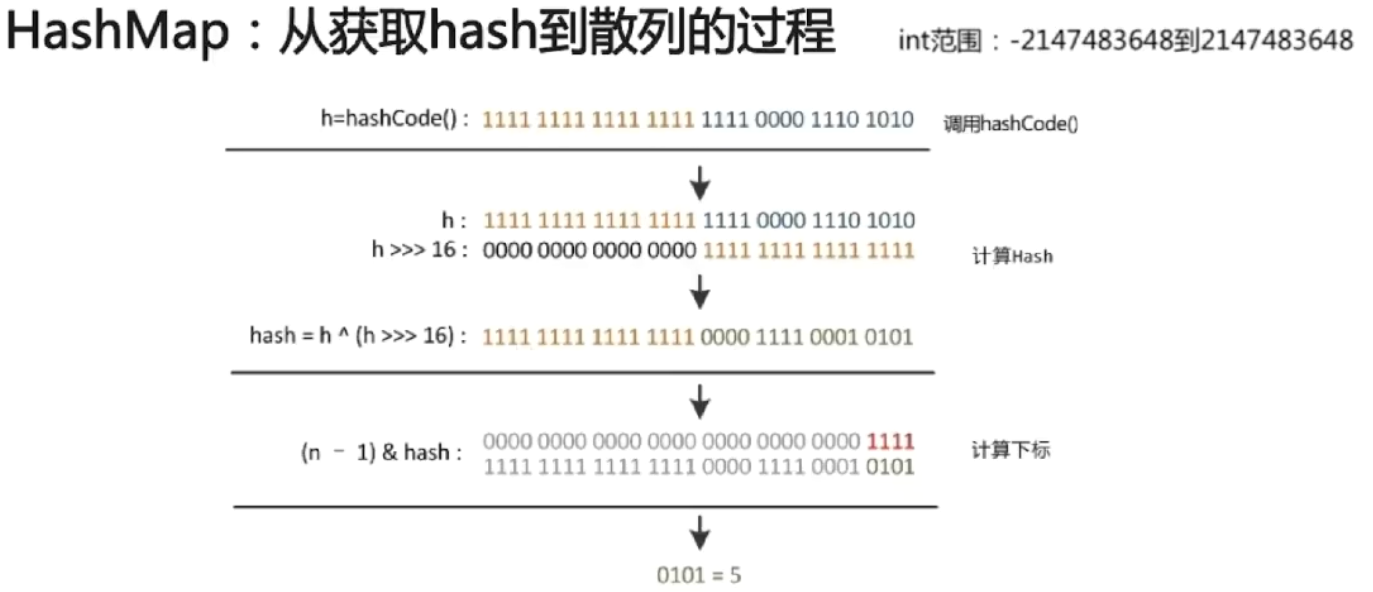 HashMap：从获取hash到散列的过程 int范围：-2147483648到2147483648
h=hashCode()： 1111 1111 1111 1111 1111 0000 1110 1010 调用hashCode()
h： 1111 1111 1111 1111 1111 0000 1110 1010
h >>> 16： 0000 0000 0000 0000 1111 1111 1111 1111 计算Hash
hash = h ^ (h >>> 16)： 1111 1111 1111 1111 0000 1111 0001 0101
(n － 1) & hash： 0000 0000 0000 0000 0000 0000 0000 1111 计算下标
1111 1111 1111 1111 0000 1111 0001 0101
0101 = 5